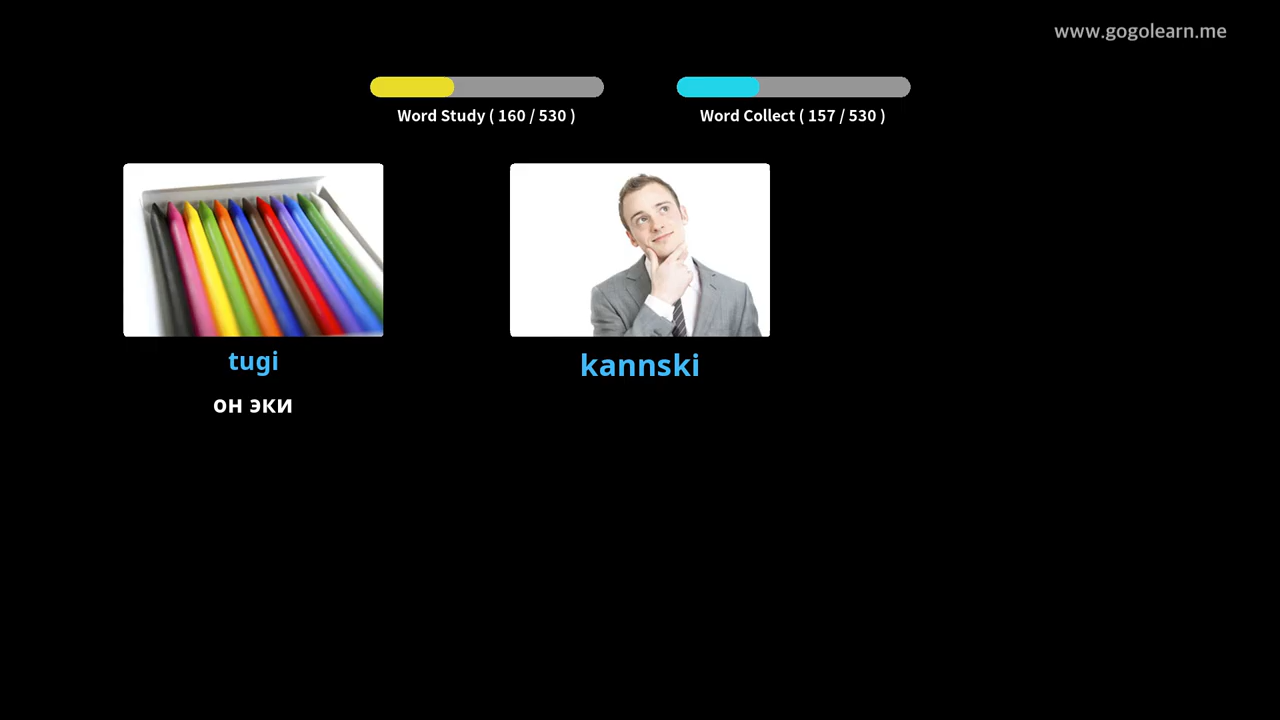 www.gogolearn.me
Word Study ( 160 / 530 )
Word Collect ( 157 / 530 )
tugi
он эки
kannski